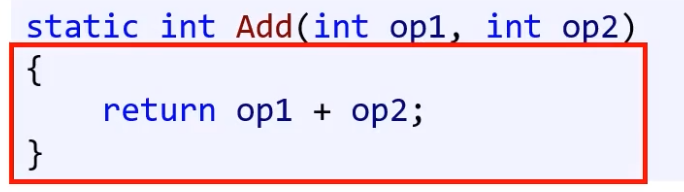 static int Add(int op1, int op2)
{
    return op1 + op2;
}